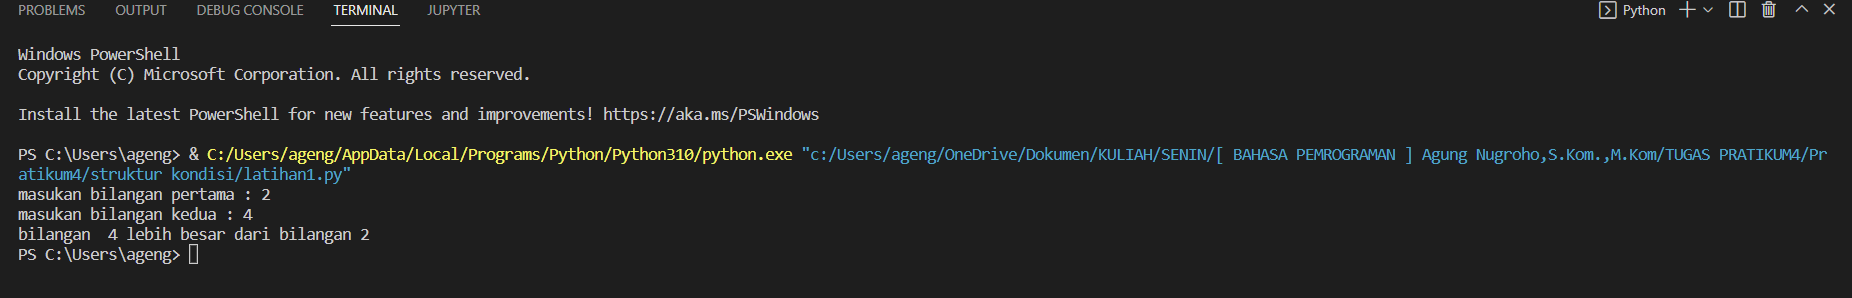 PROBLEMS OUTPUT DEBUG CONSOLE TERMINAL JUPYTER Python
Windows PowerShell
Copyright (C) Microsoft Corporation. All rights reserved.
Install the latest PowerShell for new features and improvements! https://aka.ms/PSWindows
PS C:\Users\ageng> & C:/Users/ageng/AppData/Local/Programs/Python/Python310/python.exe "c:/Users/ageng/OneDrive/Dokumen/KULIAH/SENIN/[ BAHASA PEMROGRAMAN ] Agung Nugroho,S.Kom.,M.Kom/TUGAS PRATIKUM4/Pr
atikum4/struktur kondisi/latihan1.py"
masukan bilangan pertama : 2
masukan bilangan kedua : 4
bilangan  4 lebih besar dari bilangan 2
PS C:\Users\ageng>